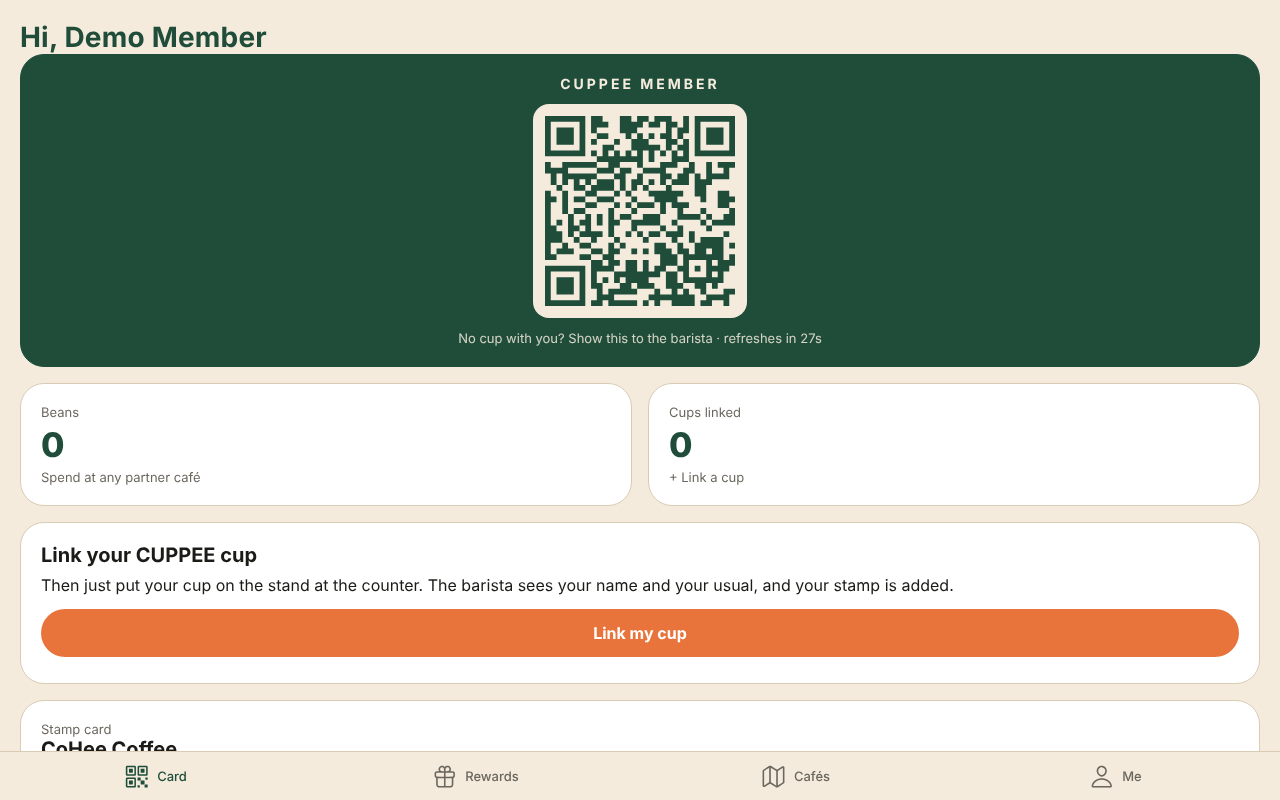 Hi, Demo Member
CUPPEE MEMBER
No cup with you? Show this to the barista · refreshes in 27s
Beans
0
Spend at any partner café
Cups linked
0
+ Link a cup
Link your CUPPEE cup
Then just put your cup on the stand at the counter. The barista sees your name and your usual, and your stamp is added.
Link my cup
Stamp card
CoHee Coffee
Card
Rewards
Cafés
Me